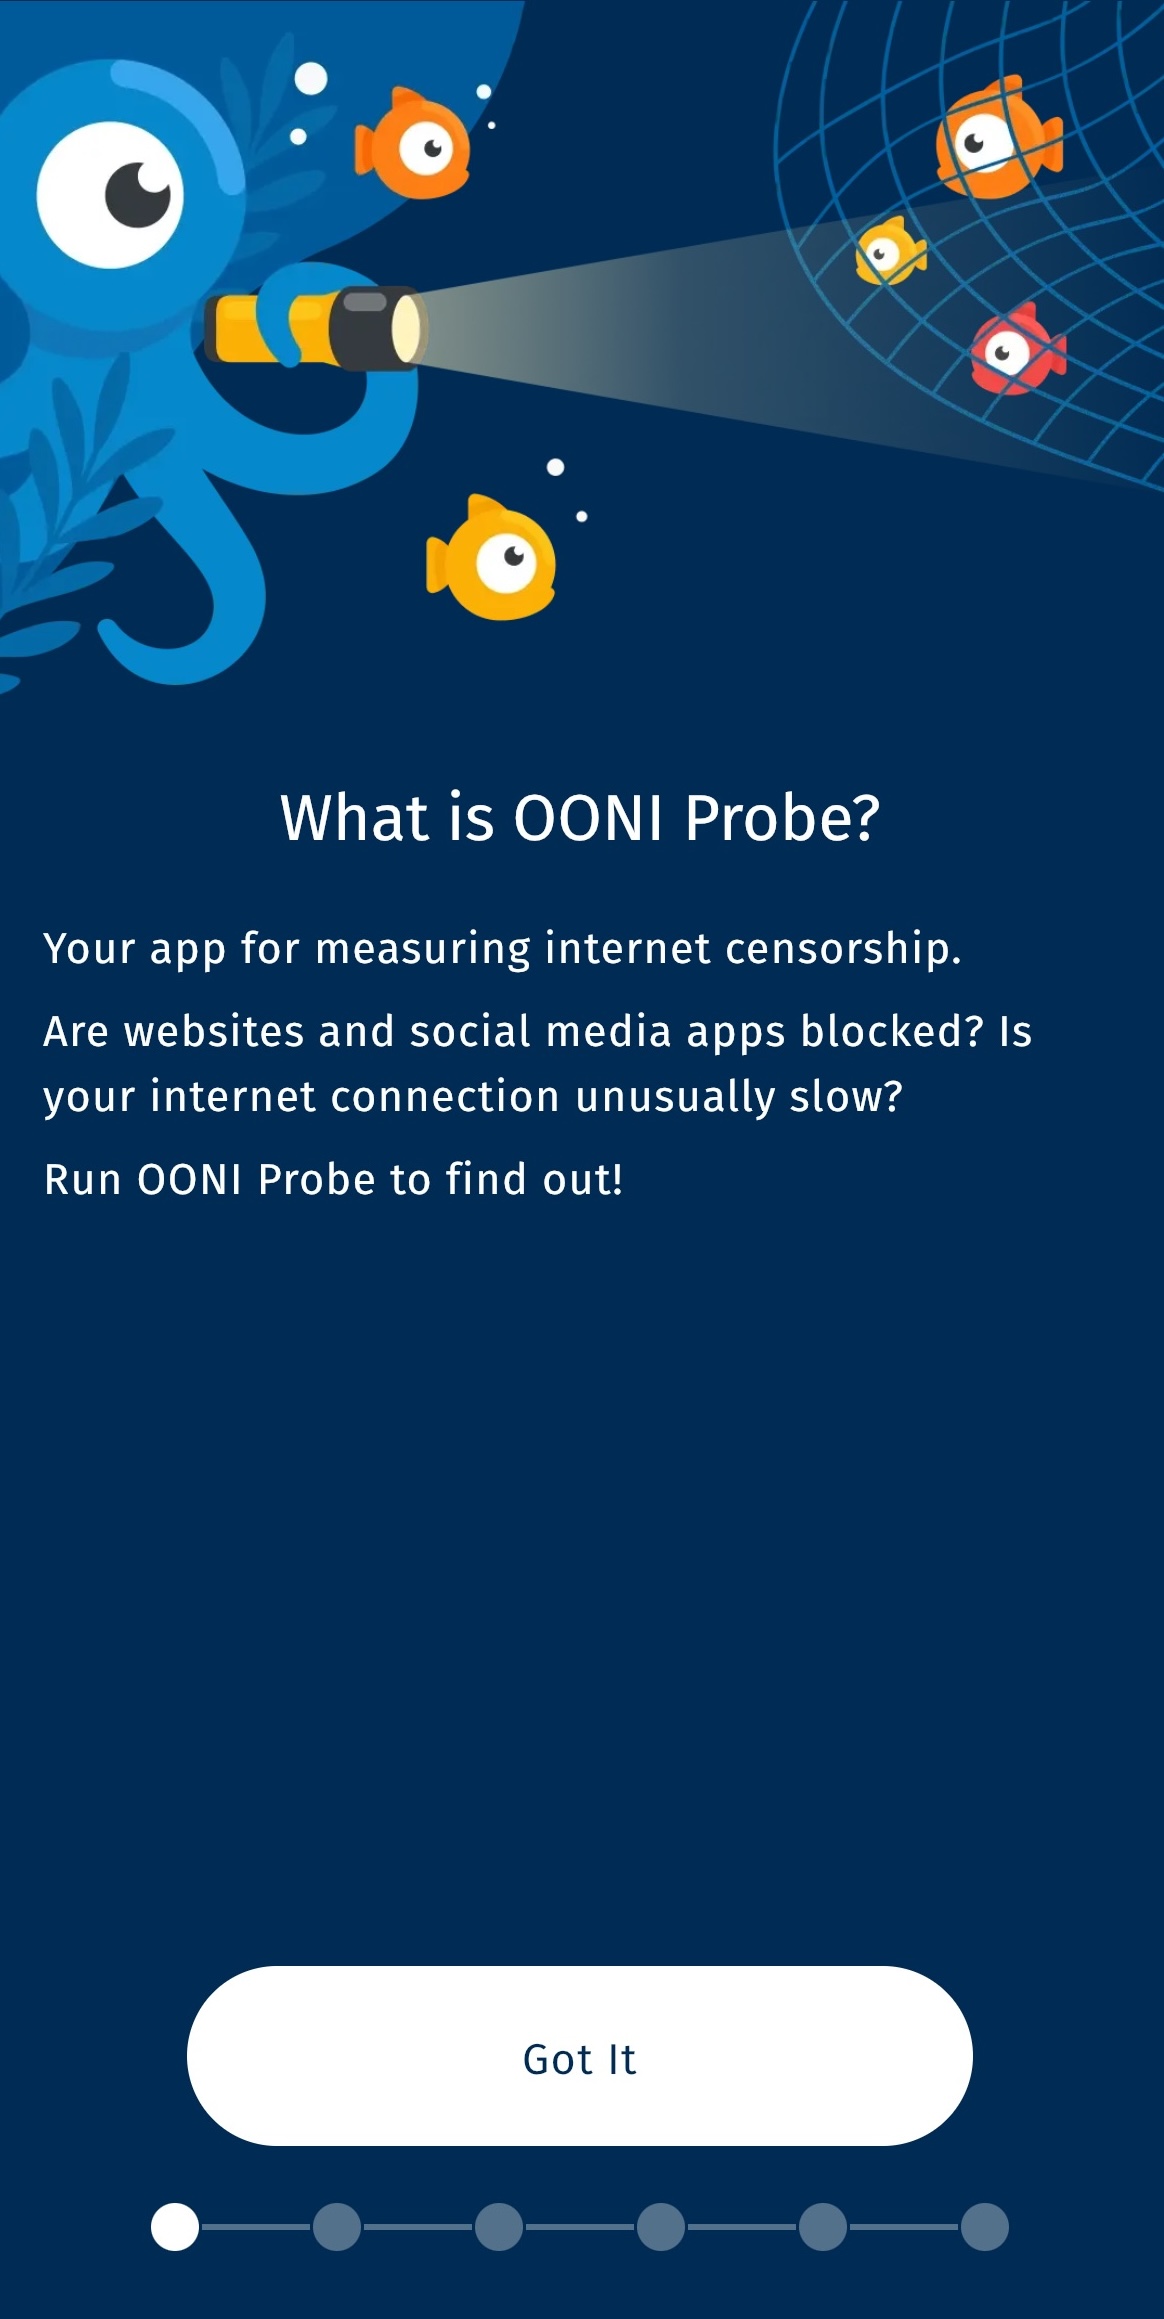 What is OONI Probe?
Your app for measuring internet censorship.
Are websites and social media apps blocked? Is
your internet connection unusually slow?
Run OONI Probe to find out!
Got It